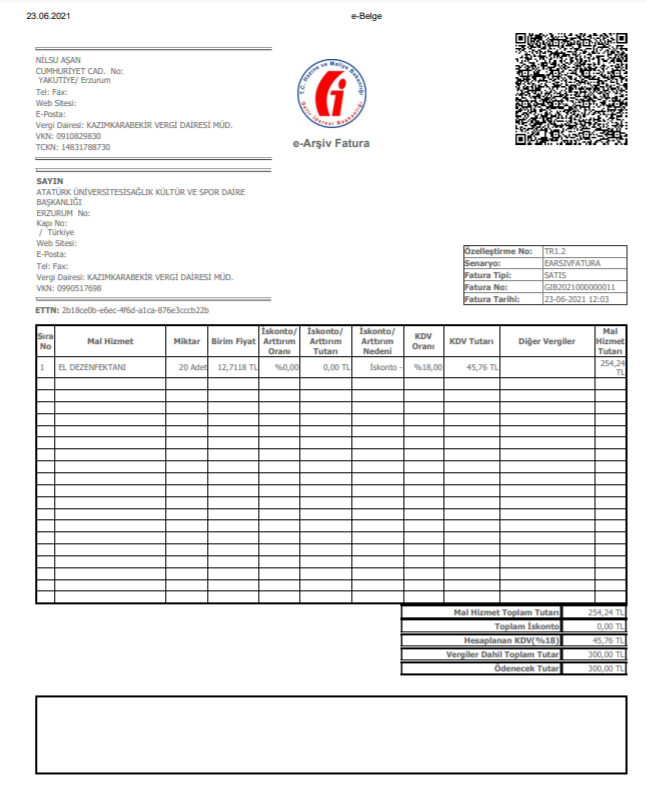 23.06.2021
e-Belge
NİLSU AŞAN
CUMHURİYET CAD. No:
YAKUTİYE/ Erzurum
Tel: Fax:
Web Sitesi:
E-Posta:
Vergi Dairesi: KAZIMKARABEKİR VERGİ DAİRESİ MÜD.
VKN: 0910829830
TCKN: 14831788730
T.C. Hazine ve Maliye Bakanlığı
Gelir İdaresi Başkanlığı
e-Arşiv Fatura
SAYIN
ATATÜRK ÜNİVERSİTESİSAĞLIK KÜLTÜR VE SPOR DAİRE
BAŞKANLIĞI
ERZURUM No:
Kapı No:
/ Türkiye
Web Sitesi:
E-Posta:
Tel: Fax:
Vergi Dairesi: KAZIMKARABEKİR VERGİ DAİRESİ MÜD.
VKN: 0990517698
Özelleştirme No: TR1.2
Senaryo: EARSIVFATURA
Fatura Tipi: SATIS
Fatura No: GIB2021000000011
Fatura Tarihi: 23-06-2021 12:03
ETTN: 2b18ce0b-e6ec-4f6d-a1ca-876e3cccb22b
Sıra No Mal Hizmet Miktar Birim Fiyat İskonto/ Arttırım Oranı İskonto/ Arttırım Tutarı İskonto/ Arttırım Nedeni KDV Oranı KDV Tutarı Diğer Vergiler Mal Hizmet Tutarı
1 EL DEZENFEKTANI 20 Adet 12,7118 TL %0,00 0,00 TL İskonto - %18,00 45,76 TL 254,24 TL
Mal Hizmet Toplam Tutarı 254,24 TL
Toplam İskonto 0,00 TL
Hesaplanan KDV(%18) 45,76 TL
Vergiler Dahil Toplam Tutar 300,00 TL
Ödenecek Tutar 300,00 TL